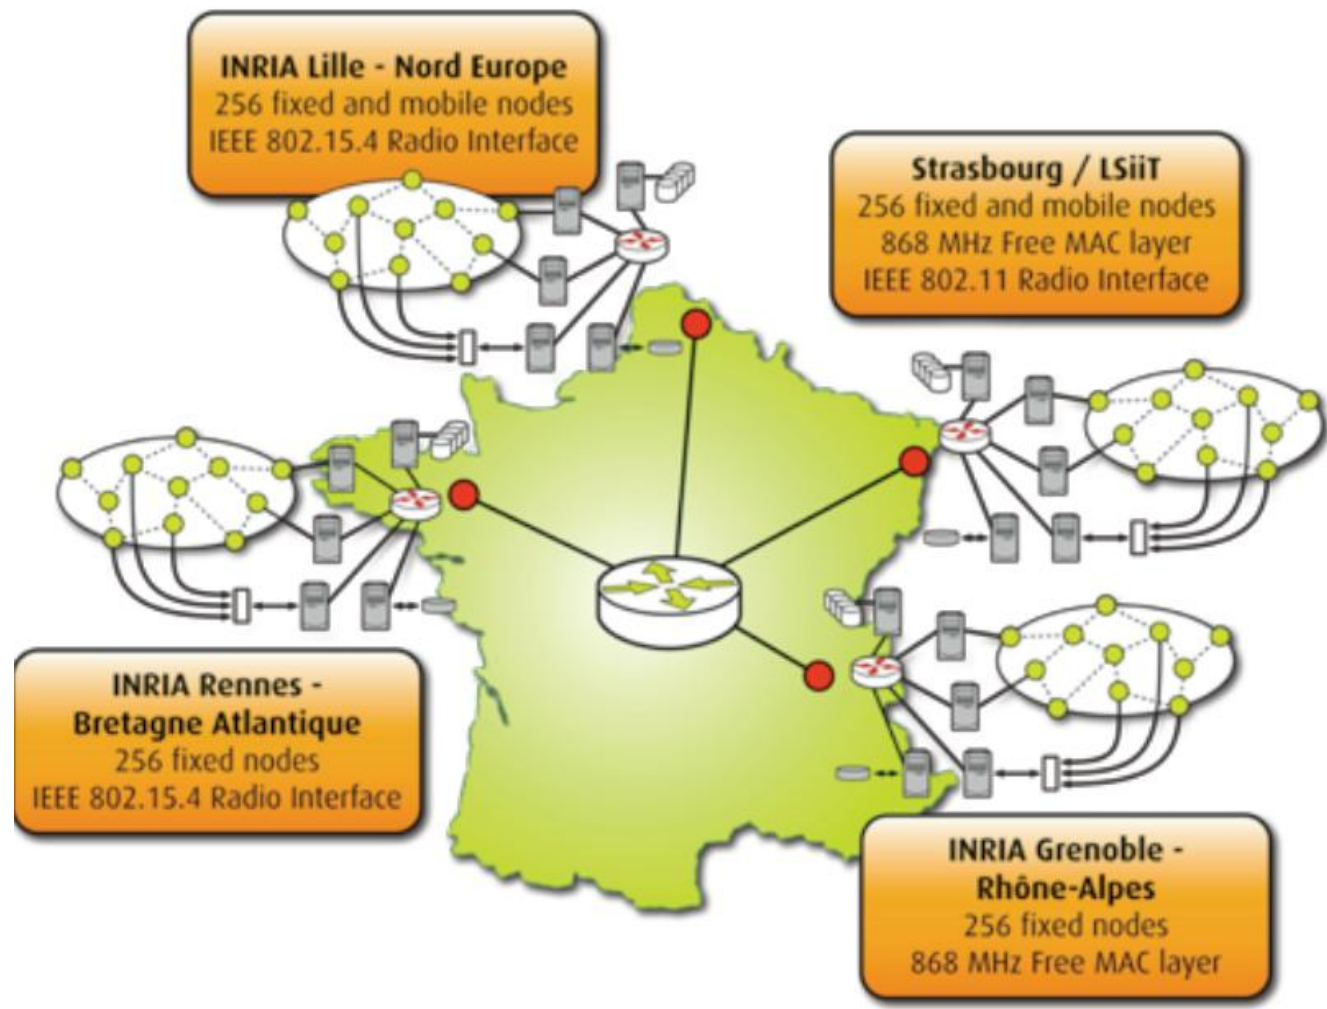 INRIA Lille - Nord Europe
256 fixed and mobile nodes
IEEE 802.15.4 Radio Interface
Strasbourg / LSiiT
256 fixed and mobile nodes
868 MHz Free MAC layer
IEEE 802.11 Radio Interface
INRIA Rennes -
Bretagne Atlantique
256 fixed nodes
IEEE 802.15.4 Radio Interface
INRIA Grenoble -
Rhône-Alpes
256 fixed nodes
868 MHz Free MAC layer